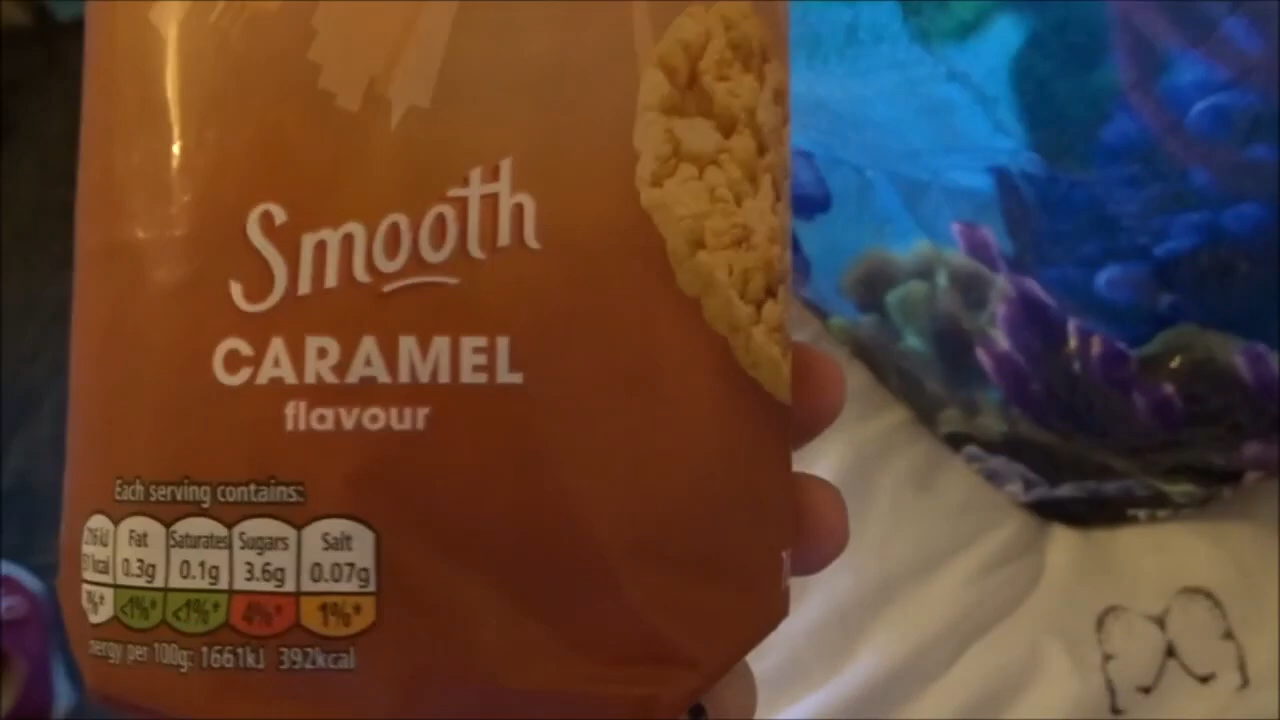 Smooth
CARAMEL
flavour
Each serving contains:
Fat Saturates Sugars Salt
0.3g 0.1g 3.6g 0.07g
<1%* <1%* 4%* 1%*
per 100g: 1661kJ 392kcal